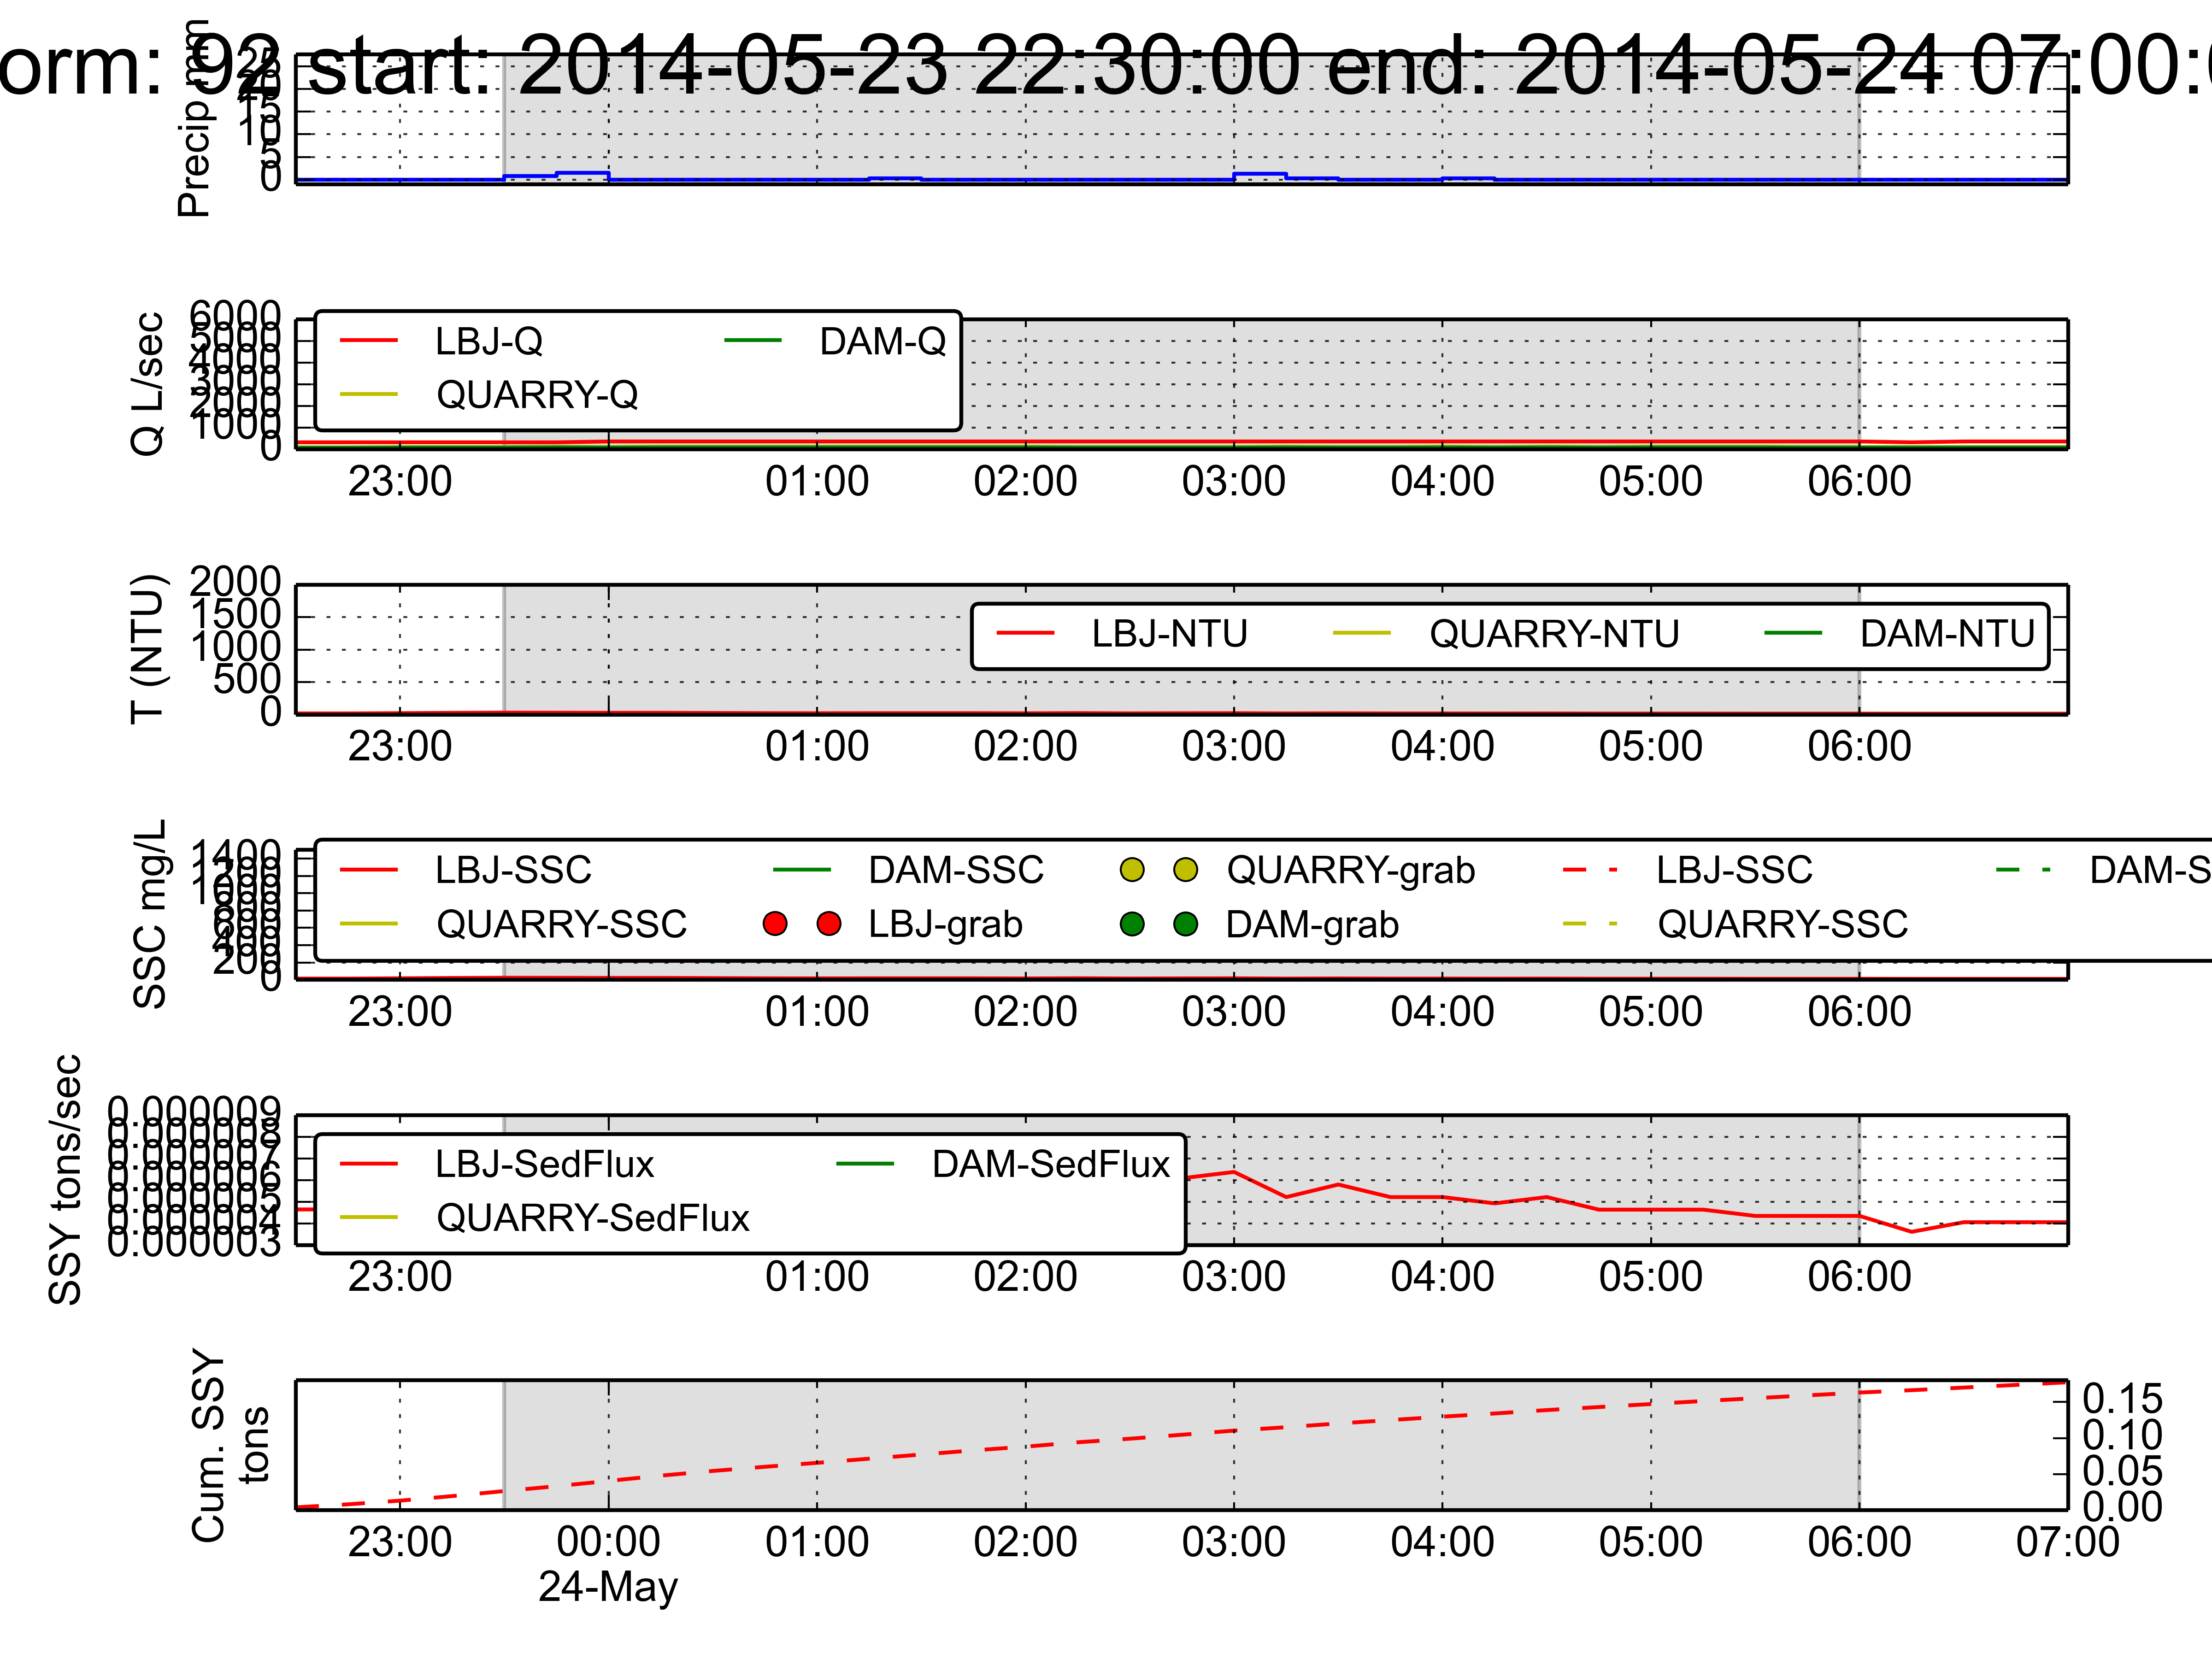 orm: 92 start: 2014-05-23 22:30:00 end: 2014-05-24 07:00:0
Precip mm
25
20
15
10
5
0
Q L/sec
6000
5000
4000
3000
2000
1000
0
LBJ-Q DAM-Q
QUARRY-Q
23:00 01:00 02:00 03:00 04:00 05:00 06:00
T (NTU)
2000
1500
1000
500
0
LBJ-NTU QUARRY-NTU DAM-NTU
23:00 01:00 02:00 03:00 04:00 05:00 06:00
SSC mg/L
1400
1200
1000
800
600
400
200
0
LBJ-SSC DAM-SSC QUARRY-grab LBJ-SSC DAM-S
QUARRY-SSC LBJ-grab DAM-grab QUARRY-SSC
23:00 01:00 02:00 03:00 04:00 05:00 06:00
SSY tons/sec
0.000009
0.000008
0.000007
0.000006
0.000005
0.000004
0.000003
LBJ-SedFlux DAM-SedFlux
QUARRY-SedFlux
23:00 01:00 02:00 03:00 04:00 05:00 06:00
Cum. SSY
tons
0.15
0.10
0.05
0.00
23:00 00:00 01:00 02:00 03:00 04:00 05:00 06:00 07:00
24-May